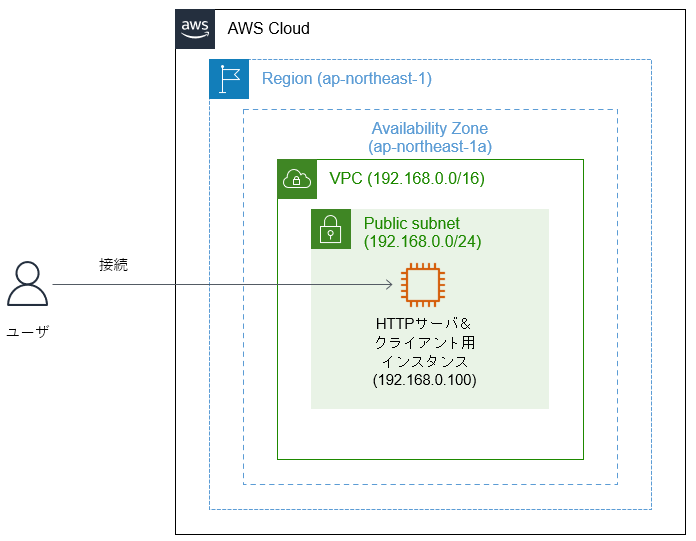 aws
AWS Cloud
Region (ap-northeast-1)
Availability Zone
(ap-northeast-1a)
VPC (192.168.0.0/16)
Public subnet
(192.168.0.0/24)
接続
ユーザ
HTTPサーバ&
クライアント用
インスタンス
(192.168.0.100)